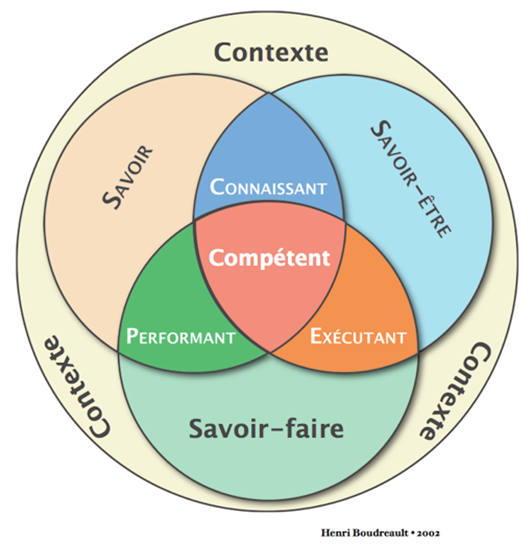 Contexte
SAVOIR
SAVOIR-ÊTRE
CONNAISSANT
Compétent
PERFORMANT
EXÉCUTANT
Contexte
Contexte
Savoir-faire
Henri Boudreault • 2002